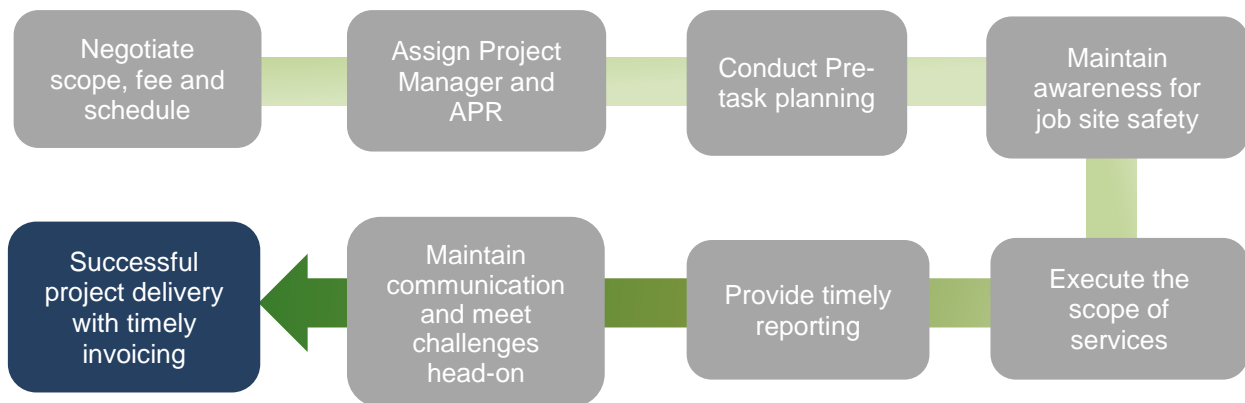 Negotiate
scope, fee and
schedule
Assign Project
Manager and
APR
Conduct Pre-
task planning
Maintain
awareness for
job site safety
Execute the
scope of
services
Provide timely
reporting
Maintain
communication
and meet
challenges
head-on
Successful
project delivery
with timely
invoicing